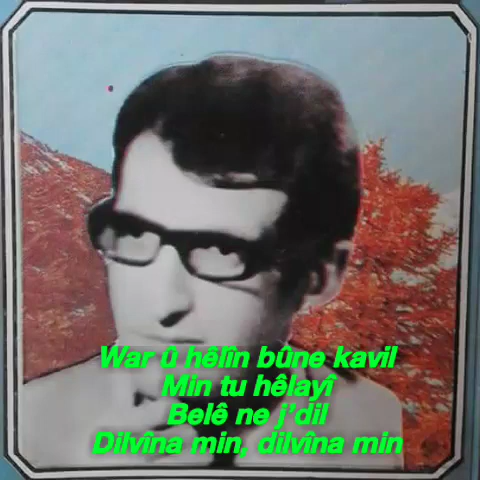 War û hêlîn bûne kavil
Min tu hêlayî
Belê ne j'dil
Dilvîna min, dilvîna min